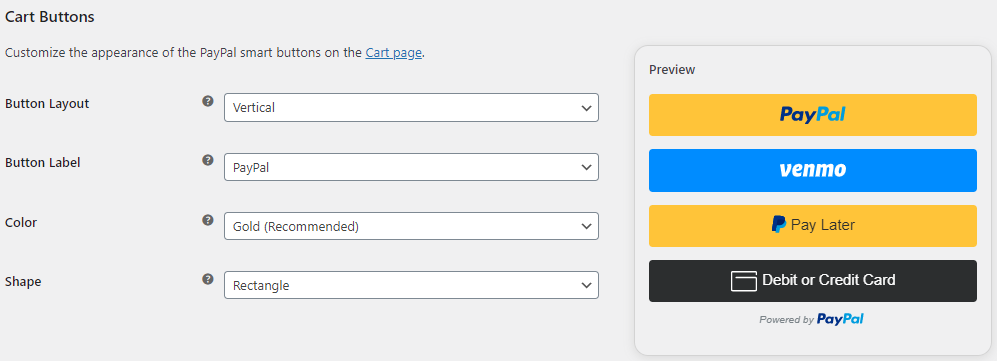 Cart Buttons
Customize the appearance of the PayPal smart buttons on the Cart page.
Button Layout
?
Vertical
Button Label
?
PayPal
Color
?
Gold (Recommended)
Shape
?
Rectangle
Preview
PayPal
venmo
Pay Later
Debit or Credit Card
Powered by PayPal